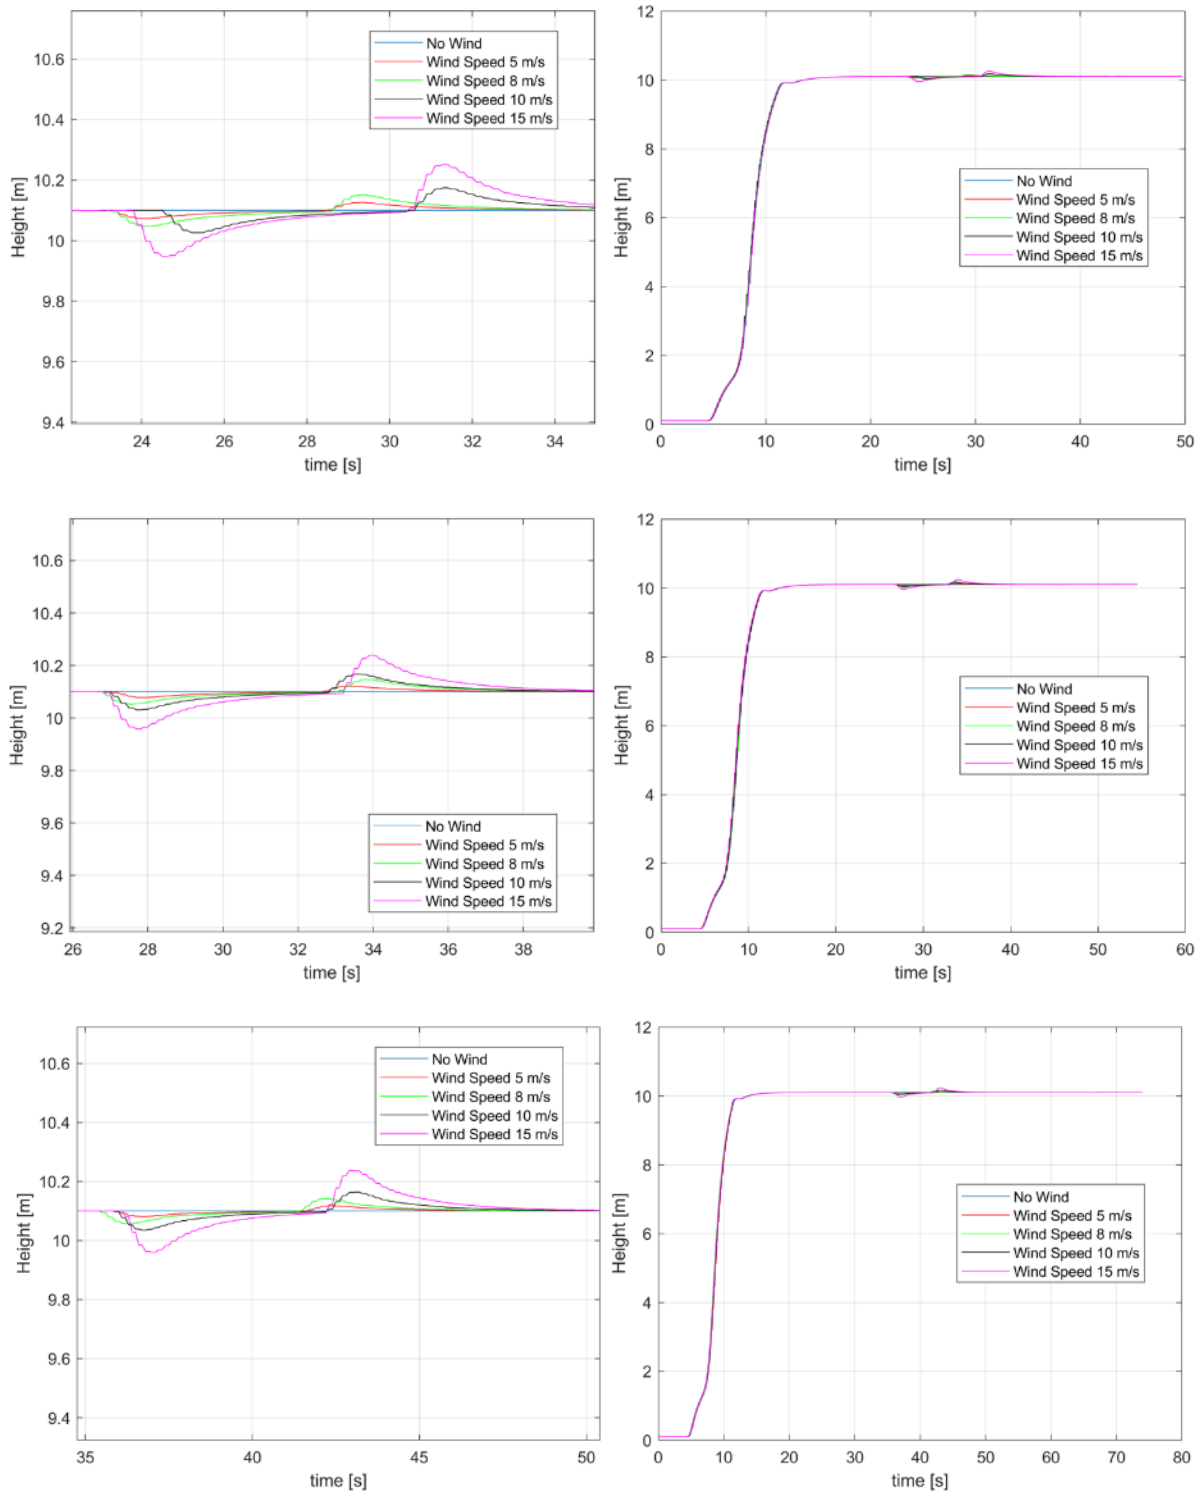 10.6
10.4
10.2
10
9.8
9.6
9.4
Height [m]
24
26
28
30
32
34
time [s]
No Wind
Wind Speed 5 m/s
Wind Speed 8 m/s
Wind Speed 10 m/s
Wind Speed 15 m/s
12
10
8
6
4
2
0
Height [m]
0
10
20
30
40
50
time [s]
No Wind
Wind Speed 5 m/s
Wind Speed 8 m/s
Wind Speed 10 m/s
Wind Speed 15 m/s
10.6
10.4
10.2
10
9.8
9.6
9.4
9.2
Height [m]
26
28
30
32
34
36
38
time [s]
No Wind
Wind Speed 5 m/s
Wind Speed 8 m/s
Wind Speed 10 m/s
Wind Speed 15 m/s
12
10
8
6
4
2
0
Height [m]
0
10
20
30
40
50
60
time [s]
No Wind
Wind Speed 5 m/s
Wind Speed 8 m/s
Wind Speed 10 m/s
Wind Speed 15 m/s
10.6
10.4
10.2
10
9.8
9.6
9.4
Height [m]
35
40
45
50
time [s]
No Wind
Wind Speed 5 m/s
Wind Speed 8 m/s
Wind Speed 10 m/s
Wind Speed 15 m/s
12
10
8
6
4
2
0
Height [m]
0
10
20
30
40
50
60
70
80
time [s]
No Wind
Wind Speed 5 m/s
Wind Speed 8 m/s
Wind Speed 10 m/s
Wind Speed 15 m/s